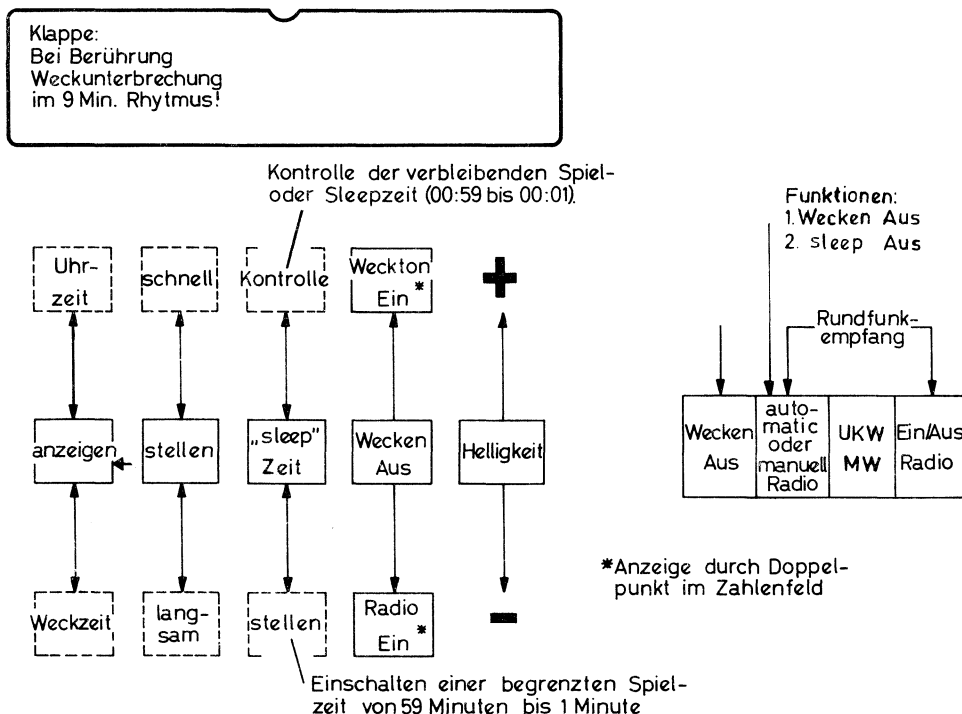 Klappe:
Bei Berührung
Weckunterbrechung
im 9 Min. Rhytmus!
Kontrolle der verbleibenden Spiel-
oder Sleepzeit (00:59 bis 00:01).
Funktionen:
1. Wecken Aus
2. sleep Aus
Uhr-
zeit
schnell
Kontrolle
Weckton
Ein *
+
Rundfunk-
empfang
anzeigen
stellen
„sleep"
Zeit
Wecken
Aus
Helligkeit
Wecken
Aus
auto-
matic
oder
manuell
Radio
UKW
MW
Ein/Aus
Radio
*Anzeige durch Doppel-
punkt im Zahlenfeld
Weckzeit
lang-
sam
stellen
Radio
Ein *
-
Einschalten einer begrenzten Spiel-
zeit von 59 Minuten bis 1 Minute